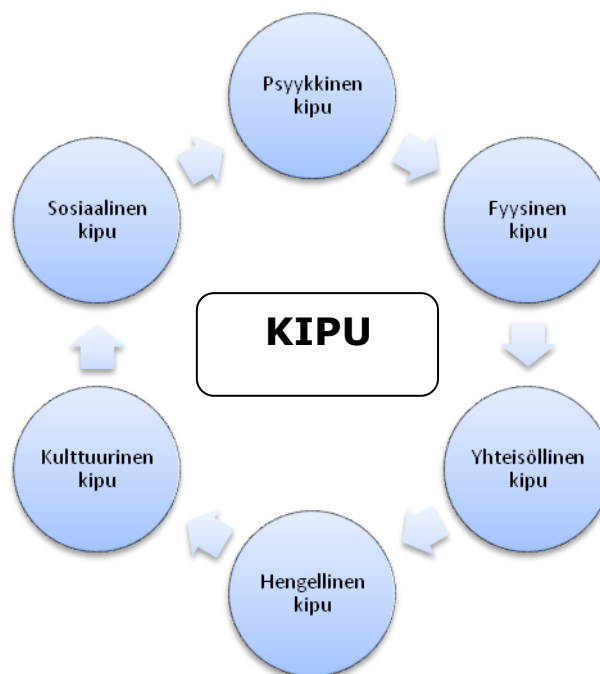 Psyykkinen
kipu
Fyysinen
kipu
Yhteisöllinen
kipu
Hengellinen
kipu
Kulttuurinen
kipu
Sosiaalinen
kipu
KIPU